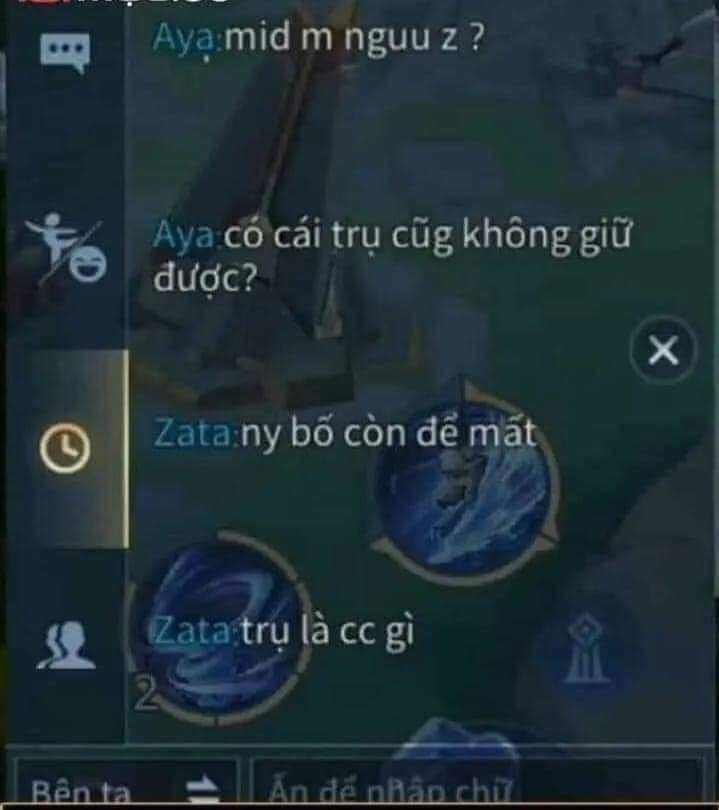 Aya:mid m nguu z ?
Aya:có cái trụ cũg không giữ
được?
Zata:ny bố còn để mất
Zata:trụ là cc gì
2
Bên ta
Ấn để nhập chữ